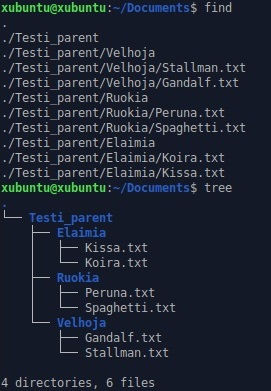 xubuntu@xubuntu:~/Documents$ find
.
./Testi_parent
./Testi_parent/Velhoja
./Testi_parent/Velhoja/Stallman.txt
./Testi_parent/Velhoja/Gandalf.txt
./Testi_parent/Ruokia
./Testi_parent/Ruokia/Peruna.txt
./Testi_parent/Ruokia/Spaghetti.txt
./Testi_parent/Elaimia
./Testi_parent/Elaimia/Koira.txt
./Testi_parent/Elaimia/Kissa.txt
xubuntu@xubuntu:~/Documents$ tree
.
└── Testi_parent
    ├── Elaimia
    │   ├── Kissa.txt
    │   └── Koira.txt
    ├── Ruokia
    │   ├── Peruna.txt
    │   └── Spaghetti.txt
    └── Velhoja
        ├── Gandalf.txt
        └── Stallman.txt

4 directories, 6 files